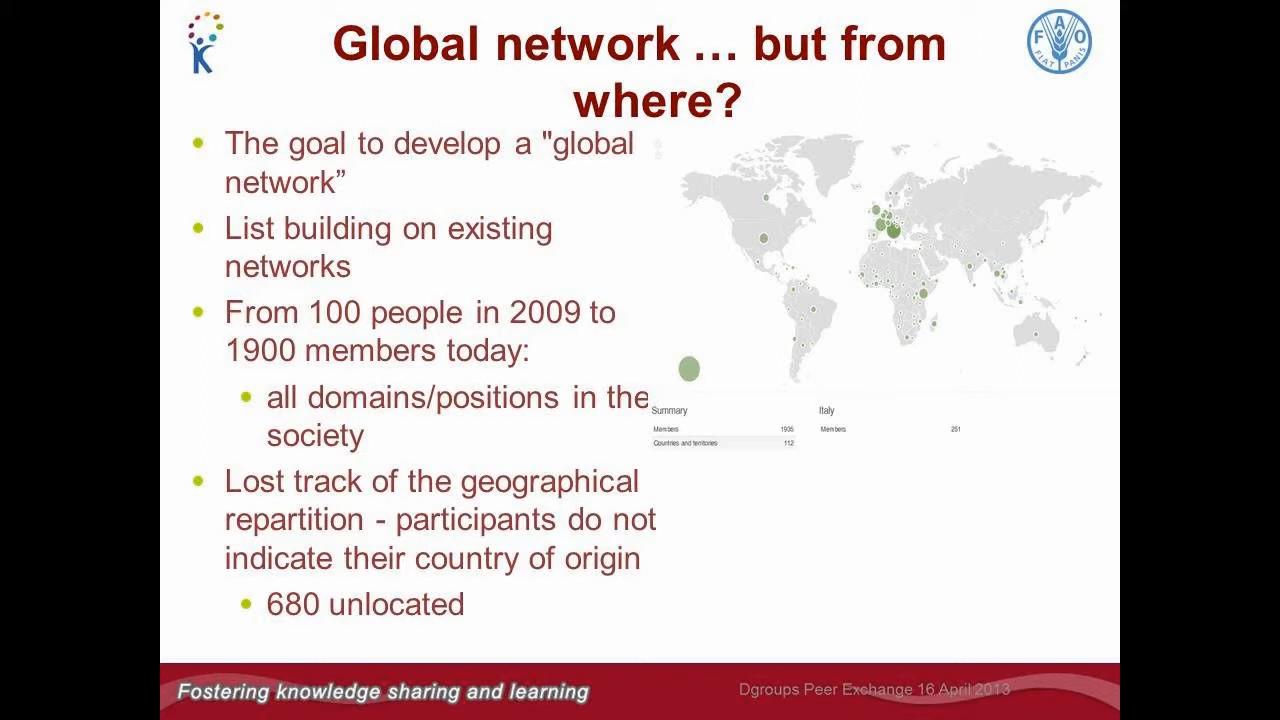 Global network … but from
where?
F A O
FIAT PANIS
• The goal to develop a "global
network”
• List building on existing
networks
• From 100 people in 2009 to
1900 members today:
• all domains/positions in the
society
• Lost track of the geographical
repartition - participants do not
indicate their country of origin
• 680 unlocated
Summary
Members 1935
Countries and territories 112
Italy
Members 251
Fostering knowledge sharing and learning
Dgroups Peer Exchange 16 April 2013